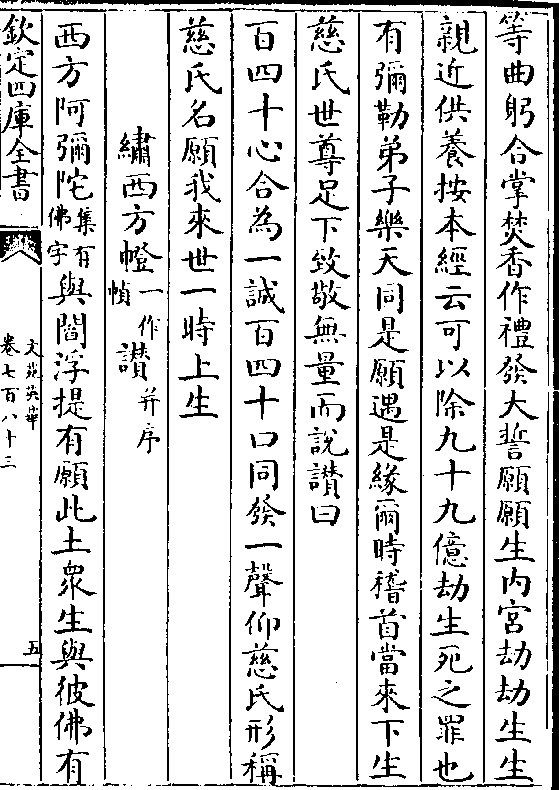 等曲躬合掌焚香作禮發大誓願願生内宮劫劫生生
親近供養按本經云可以除九十九億劫生死之罪也
有彌勒弟子樂天同是願遇是緣爾時稽首當來下生
慈氏世尊足下致敬無量而說讃曰
百四十心合為一誠百四十口同發一聲仰慈氏形稱
慈氏名願我來世一時上生
繡西方㡧一作幀讃并序
西方阿彌陀集有佛字與閻浮提有願此土衆生與彼佛有
欽定四庫全書
文苑英華
卷七百八十三
五